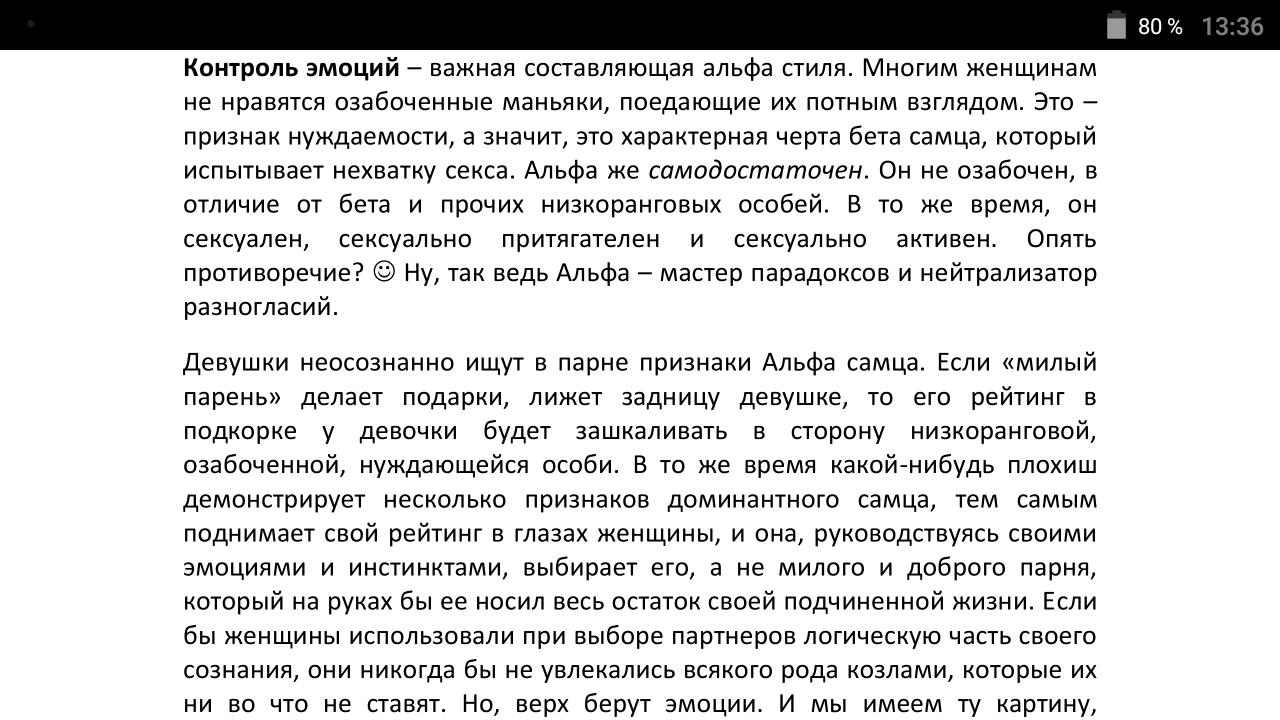 80 % 13:36
Контроль эмоций – важная составляющая альфа стиля. Многим женщинам
не нравятся озабоченные маньяки, поедающие их потным взглядом. Это –
признак нуждаемости, а значит, это характерная черта бета самца, который
испытывает нехватку секса. Альфа же самодостаточен. Он не озабочен, в
отличие от бета и прочих низкоранговых особей. В то же время, он
сексуален, сексуально притягателен и сексуально активен. Опять
противоречие? ☺ Ну, так ведь Альфа – мастер парадоксов и нейтрализатор
разногласий.
Девушки неосознанно ищут в парне признаки Альфа самца. Если «милый
парень» делает подарки, лижет задницу девушке, то его рейтинг в
подкорке у девочки будет зашкаливать в сторону низкоранговой,
озабоченной, нуждающейся особи. В то же время какой-нибудь плохиш
демонстрирует несколько признаков доминантного самца, тем самым
поднимает свой рейтинг в глазах женщины, и она, руководствуясь своими
эмоциями и инстинктами, выбирает его, а не милого и доброго парня,
который на руках бы ее носил весь остаток своей подчиненной жизни. Если
бы женщины использовали при выборе партнеров логическую часть своего
сознания, они никогда бы не увлекались всякого рода козлами, которые их
ни во что не ставят. Но, верх берут эмоции. И мы имеем ту картину,